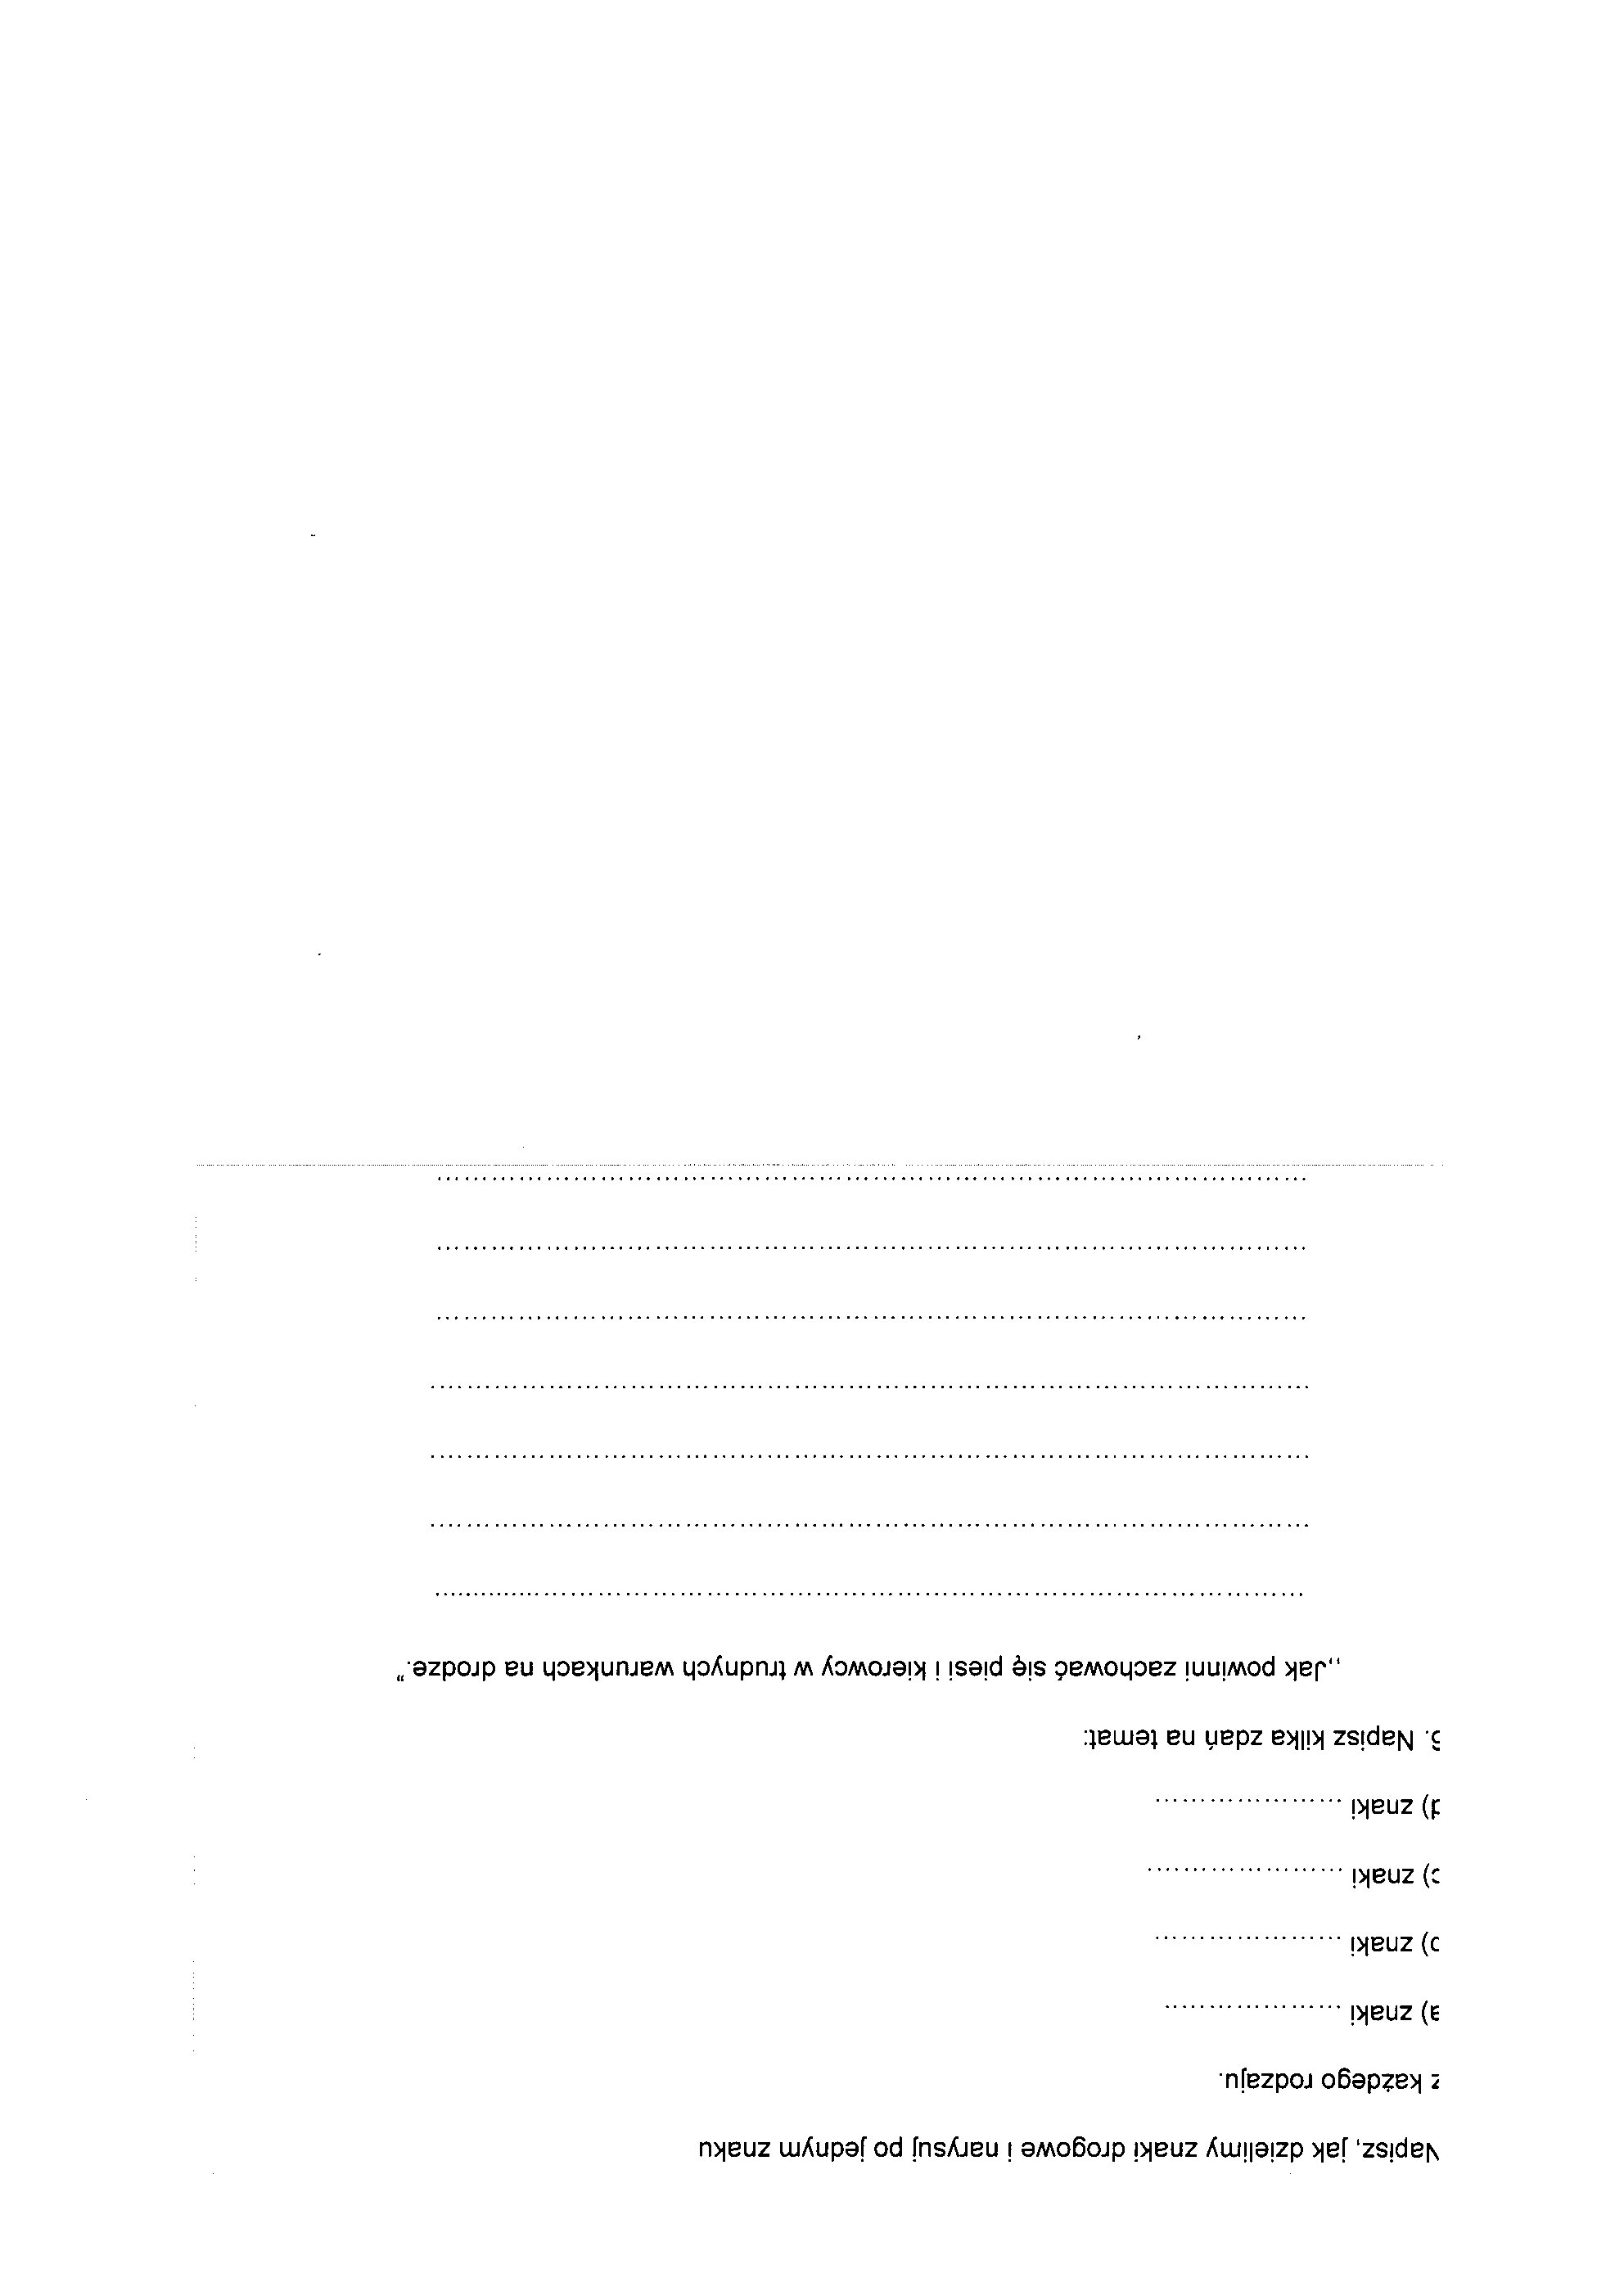 Napisz, jak dzielimy znaki drogowe i narysuj po jednym znaku
z każdego rodzaju.
a) znaki ....................
b) znaki .....................
c) znaki ......................
d) znaki .....................
5. Napisz kilka zdań na temat:
,,Jak powinni zachować się piesi i kierowcy w trudnych warunkach na drodze."
................................................................................................
................................................................................................
................................................................................................
................................................................................................
................................................................................................
................................................................................................
................................................................................................